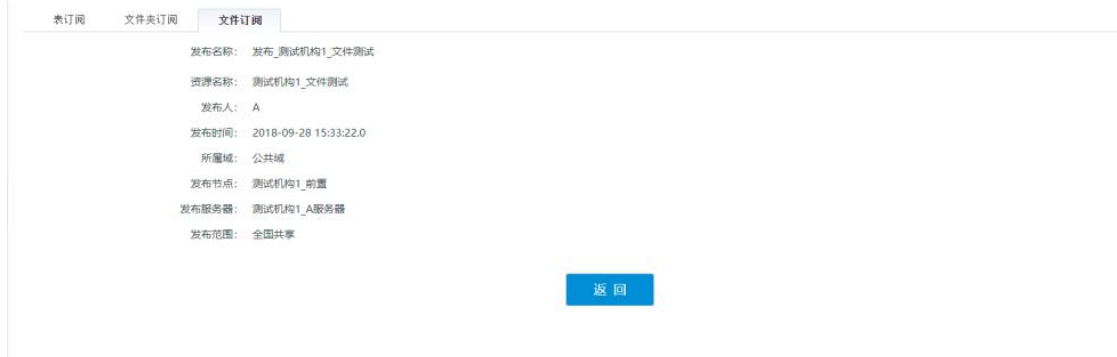 表订阅 文件夹订阅 文件订阅
发布名称： 发布_测试机构1_文件测试
资源名称： 测试机构1_文件测试
发布人： A
发布时间： 2018-09-28 15:33:22.0
所属域： 公共域
发布节点： 测试机构1_前置
发布服务器： 测试机构1_A服务器
发布范围： 全国共享
返 回